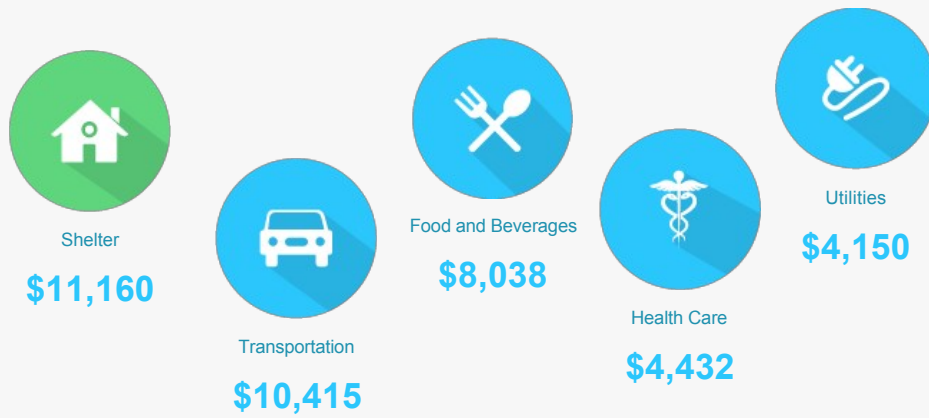 Shelter
$11,160
Transportation
$10,415
Food and Beverages
$8,038
Health Care
$4,432
Utilities
$4,150